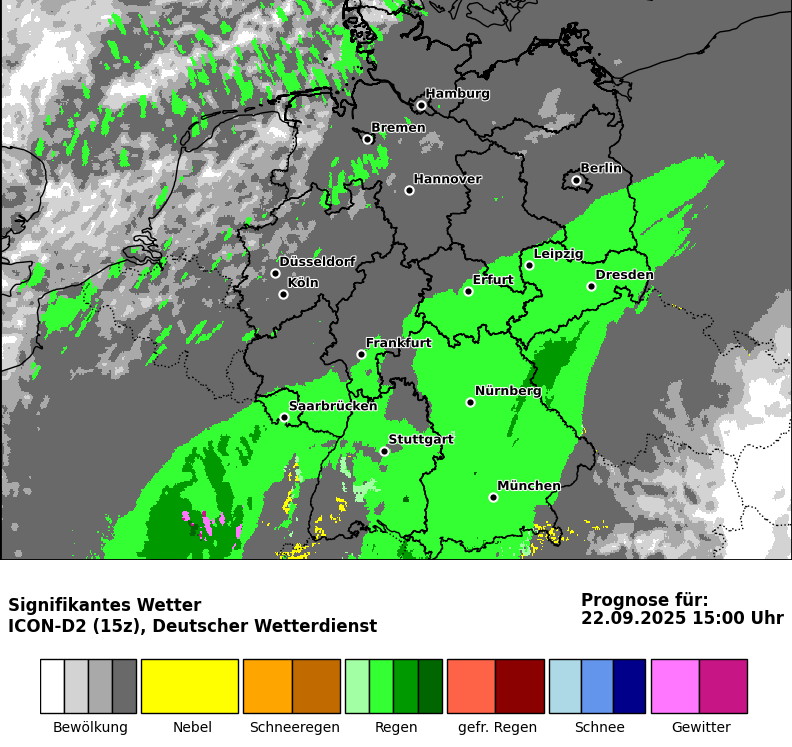 Hamburg
Bremen
Berlin
Hannover
Leipzig
Düsseldorf
Dresden
Köln
Erfurt
Frankfurt
Nürnberg
Saarbrücken
Stuttgart
München
Signifikantes Wetter
ICON-D2 (15z), Deutscher Wetterdienst
Prognose für:
22.09.2025 15:00 Uhr
Bewölkung
Nebel
Schneeregen
Regen
gefr. Regen
Schnee
Gewitter